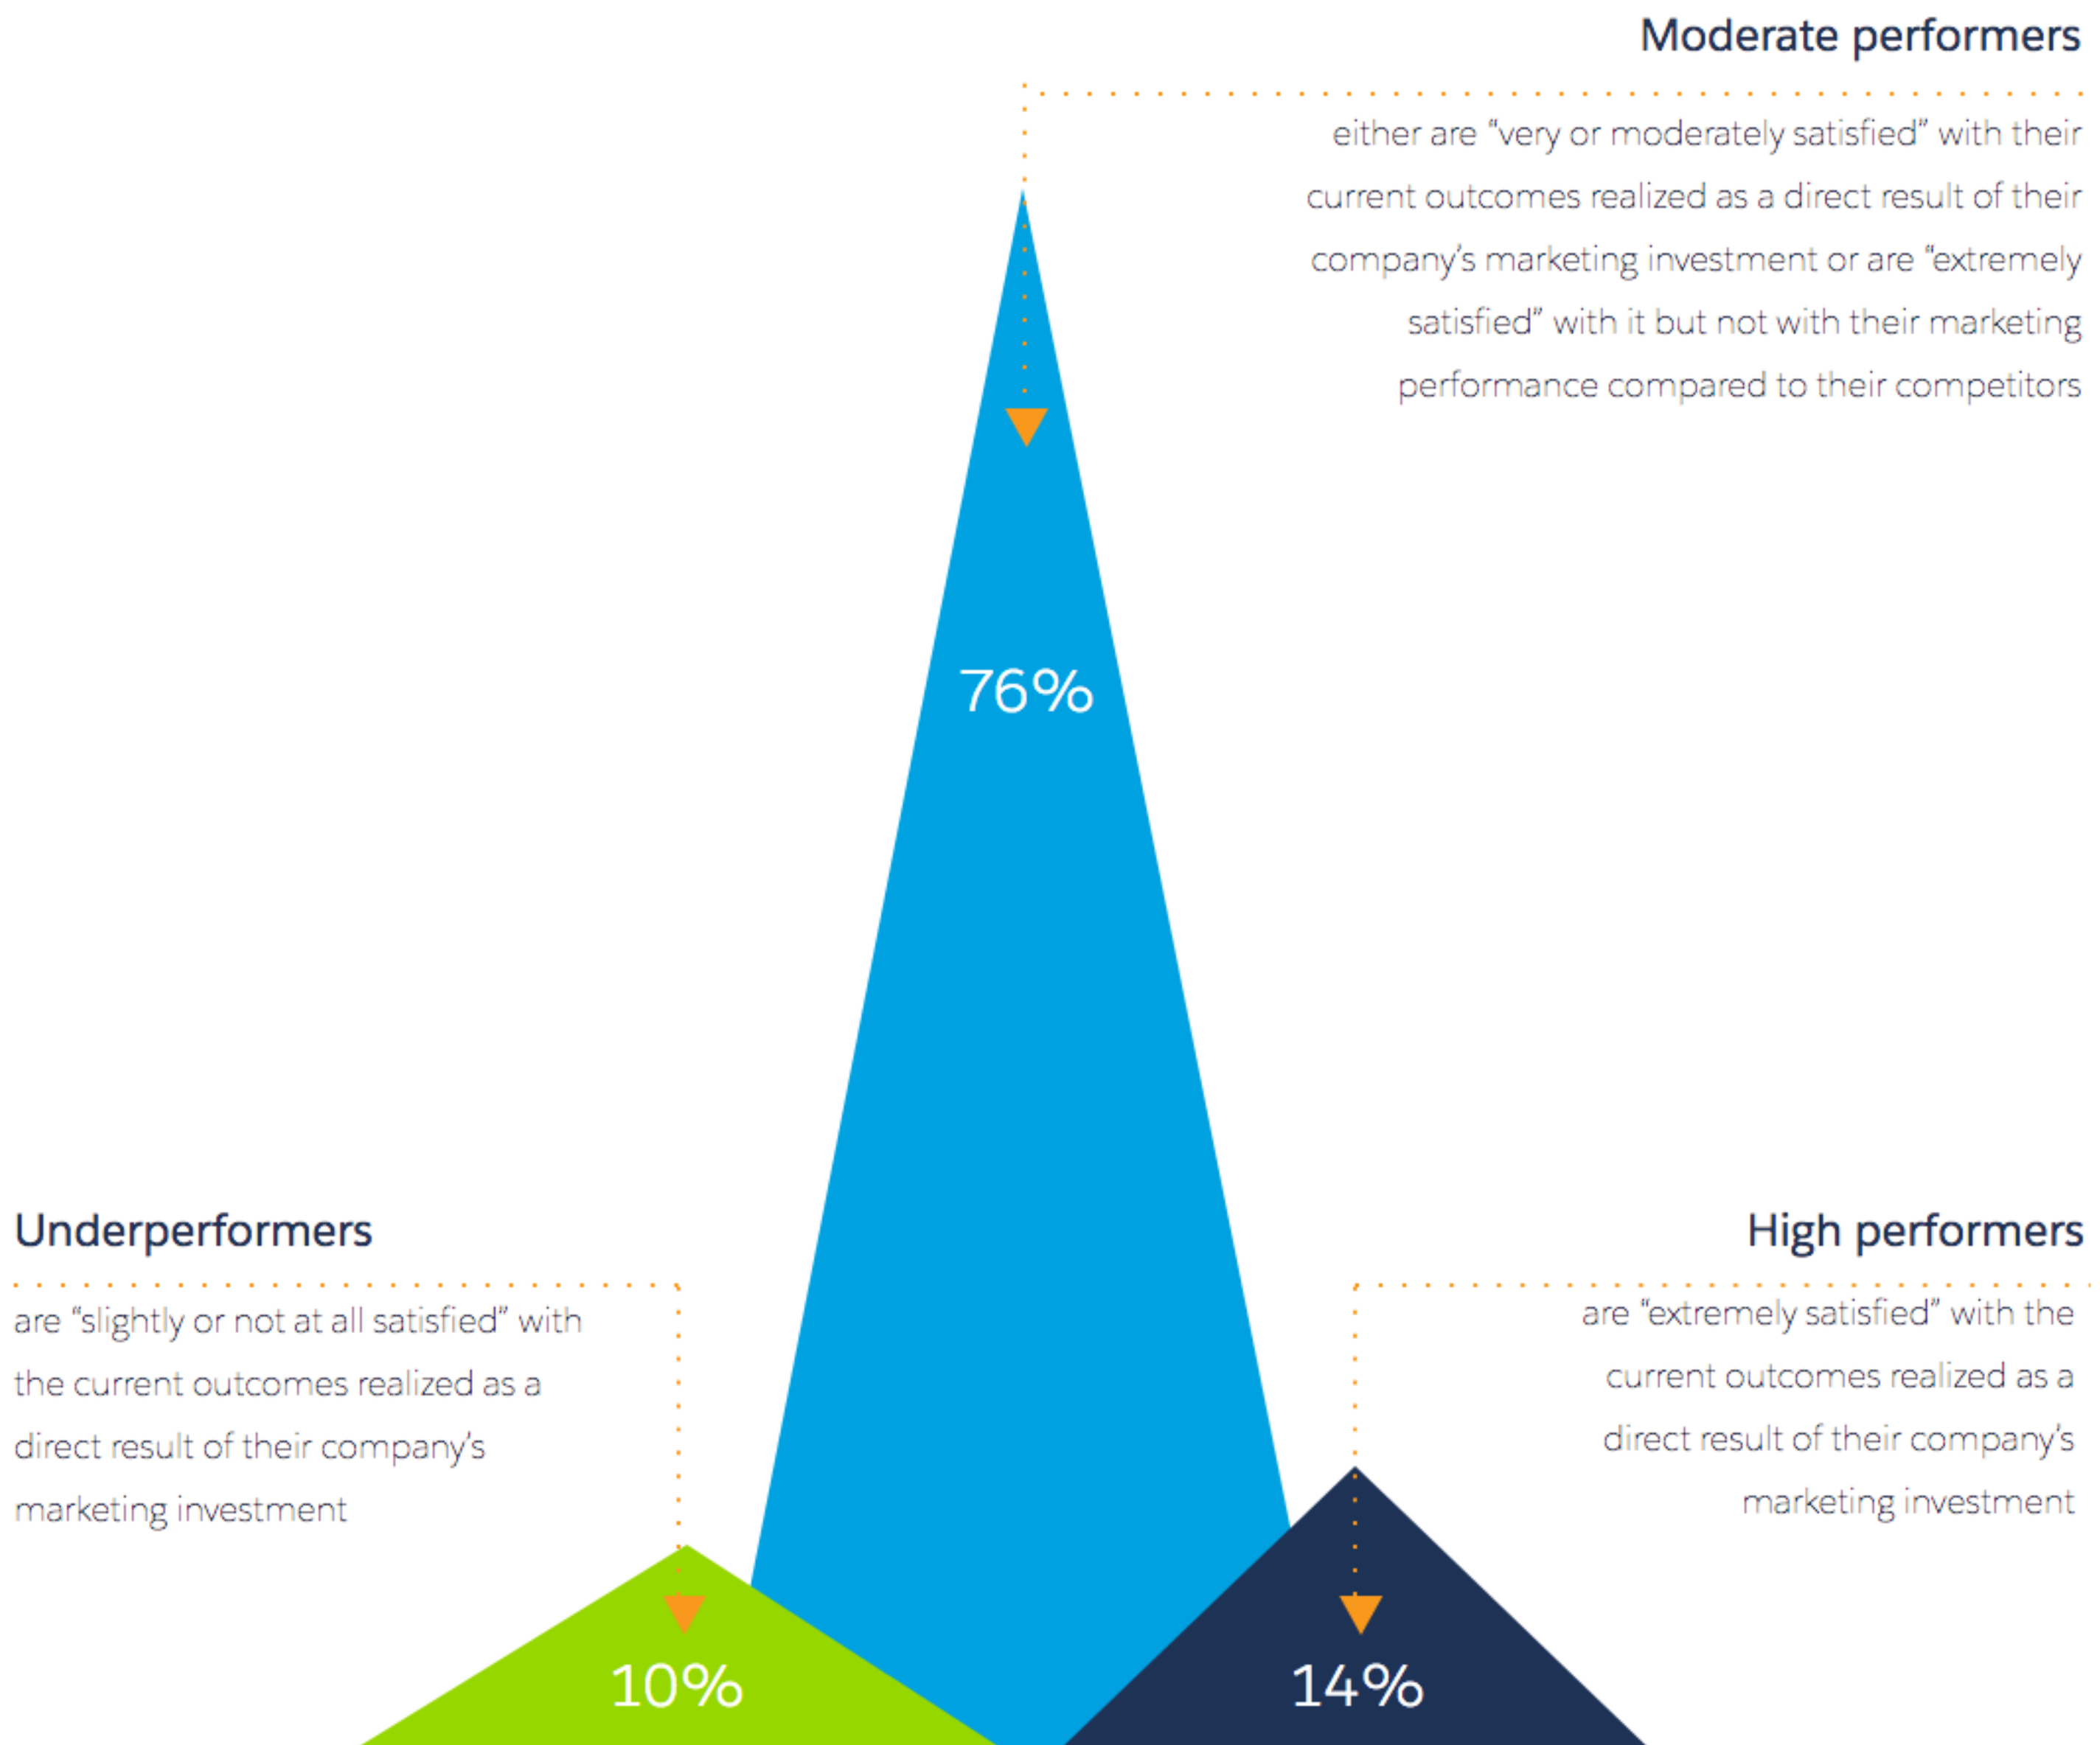 Moderate performers
either are “very or moderately satisfied” with their
current outcomes realized as a direct result of their
company’s marketing investment or are “extremely
satisfied” with it but not with their marketing
performance compared to their competitors
76%
Underperformers
are “slightly or not at all satisfied” with
the current outcomes realized as a
direct result of their company’s
marketing investment
10%
High performers
are “extremely satisfied” with the
current outcomes realized as a
direct result of their company’s
marketing investment
14%